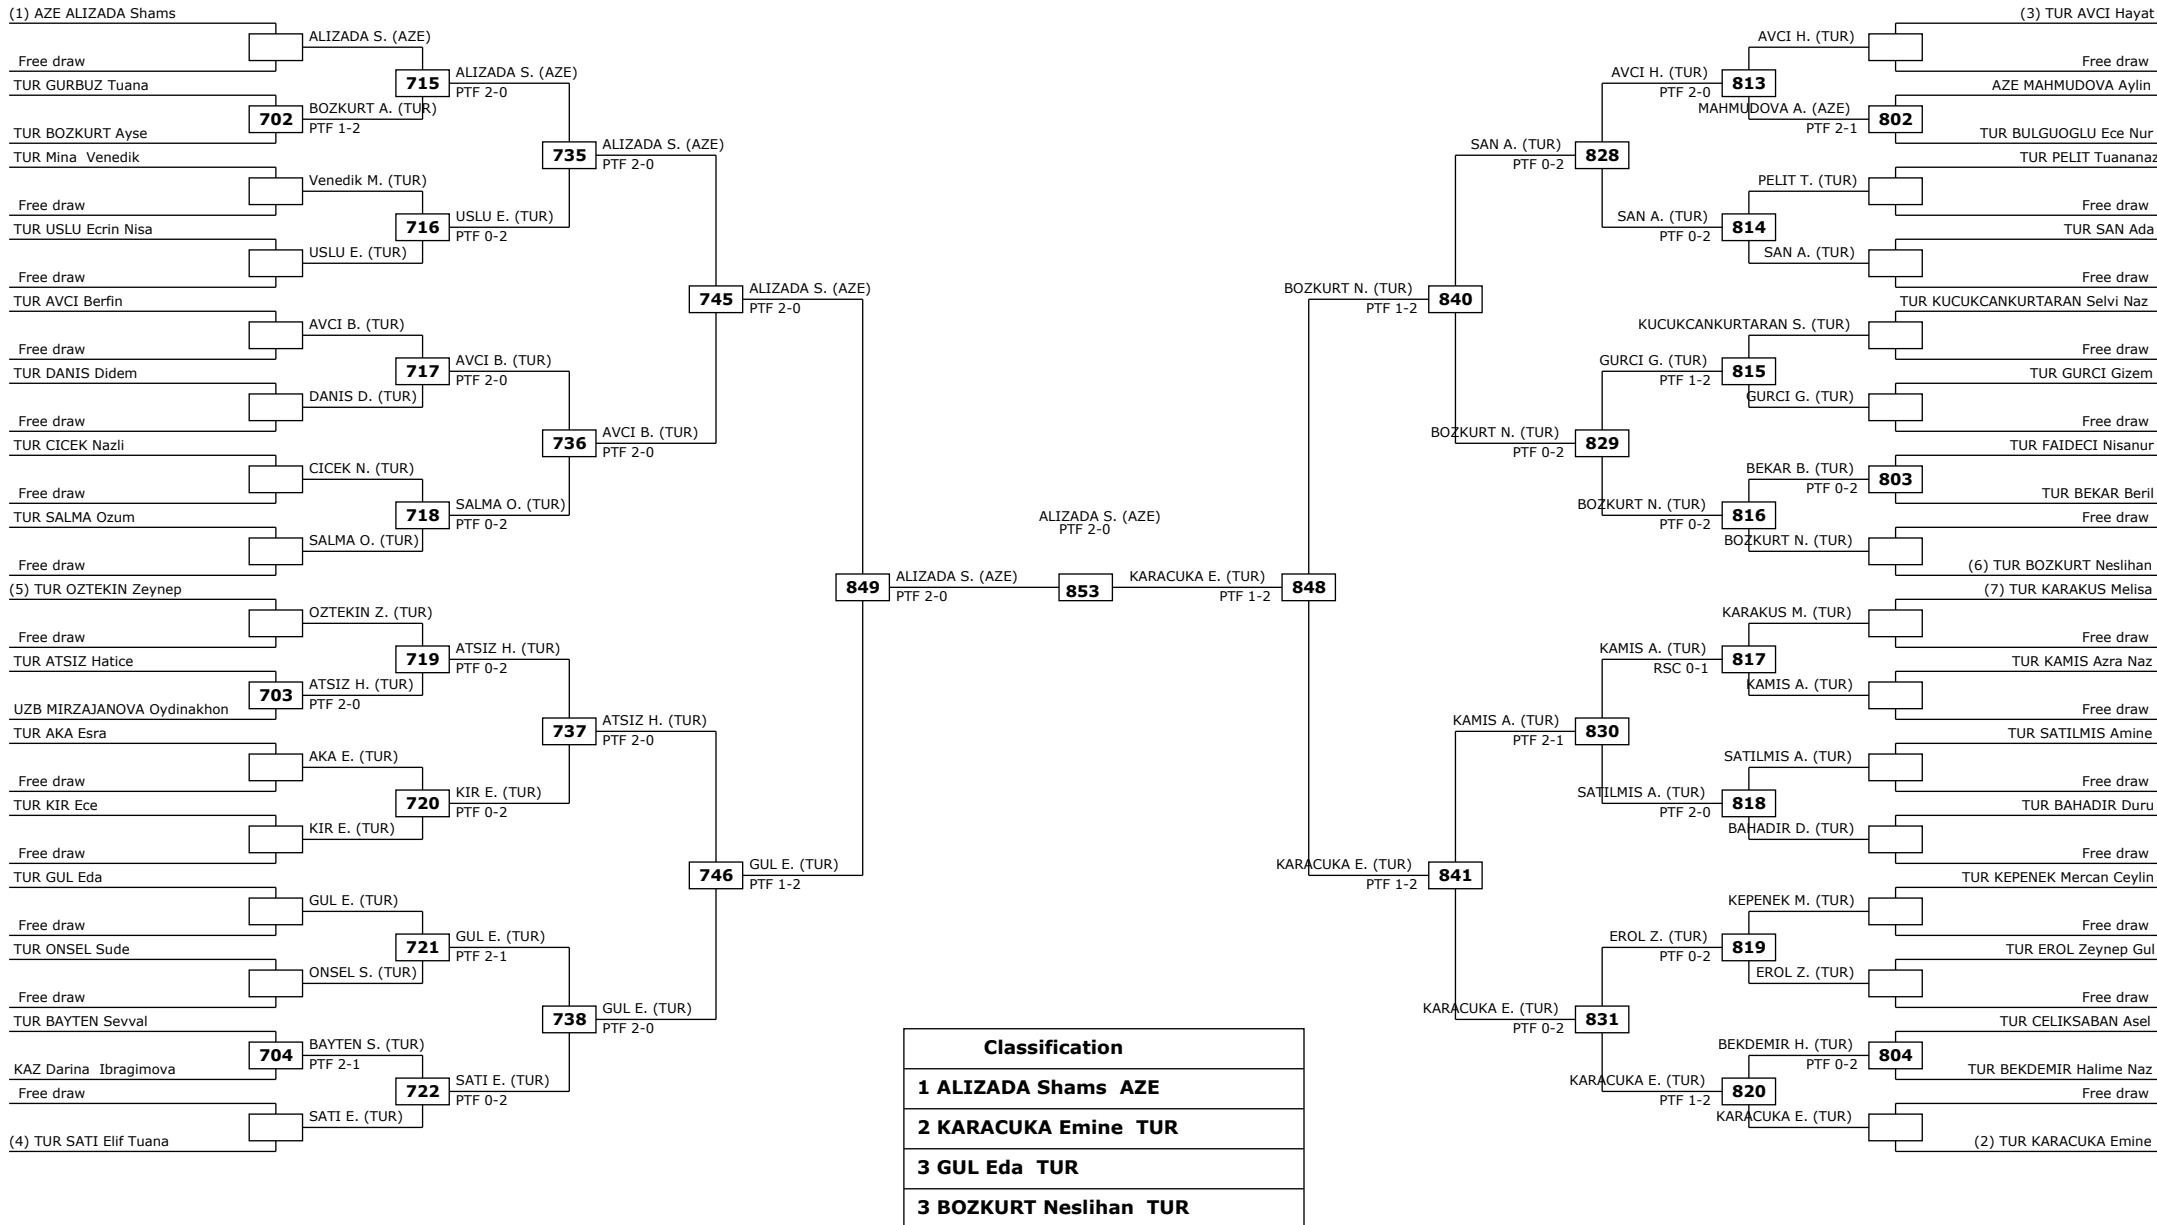 (1) AZE ALIZADA Shams
Free draw
TUR GURBUZ Tuana
TUR BOZKURT Ayse
TUR Mina  Venedik
Free draw
TUR USLU Ecrin Nisa
Free draw
TUR AVCI Berfin
Free draw
TUR DANIS Didem
Free draw
TUR CICEK Nazli
Free draw
TUR SALMA Ozum
Free draw
(5) TUR OZTEKIN Zeynep
Free draw
TUR ATSIZ Hatice
UZB MIRZAJANOVA Oydinakhon
TUR AKA Esra
Free draw
TUR KIR Ece
Free draw
TUR GUL Eda
Free draw
TUR ONSEL Sude
Free draw
TUR BAYTEN Sevval
KAZ Darina  Ibragimova
Free draw
(4) TUR SATI Elif Tuana
ALIZADA S. (AZE)
702
BOZKURT A. (TUR)
PTF 1-2
Venedik M. (TUR)
USLU E. (TUR)
AVCI B. (TUR)
DANIS D. (TUR)
CICEK N. (TUR)
SALMA O. (TUR)
OZTEKIN Z. (TUR)
703
ATSIZ H. (TUR)
PTF 2-0
AKA E. (TUR)
KIR E. (TUR)
GUL E. (TUR)
ONSEL S. (TUR)
704
BAYTEN S. (TUR)
PTF 2-1
SATI E. (TUR)
715
ALIZADA S. (AZE)
PTF 2-0
716
USLU E. (TUR)
PTF 0-2
717
AVCI B. (TUR)
PTF 2-0
718
SALMA O. (TUR)
PTF 0-2
719
ATSIZ H. (TUR)
PTF 0-2
720
KIR E. (TUR)
PTF 0-2
721
GUL E. (TUR)
PTF 2-1
722
SATI E. (TUR)
PTF 0-2
735
ALIZADA S. (AZE)
PTF 2-0
736
AVCI B. (TUR)
PTF 2-0
737
ATSIZ H. (TUR)
PTF 2-0
738
GUL E. (TUR)
PTF 2-0
745
ALIZADA S. (AZE)
PTF 2-0
746
GUL E. (TUR)
PTF 1-2
849
ALIZADA S. (AZE)
PTF 2-0
ALIZADA S. (AZE)
PTF 2-0
853
KARACUKA E. (TUR)
PTF 1-2
848
BOZKURT N. (TUR)
PTF 1-2
840
KARACUKA E. (TUR)
PTF 1-2
841
SAN A. (TUR)
PTF 0-2
828
BOZKURT N. (TUR)
PTF 0-2
829
KAMIS A. (TUR)
PTF 2-1
830
KARACUKA E. (TUR)
PTF 0-2
831
AVCI H. (TUR)
PTF 2-0
813
SAN A. (TUR)
PTF 0-2
814
GURCI G. (TUR)
PTF 1-2
815
BOZKURT N. (TUR)
PTF 0-2
816
KAMIS A. (TUR)
RSC 0-1
817
SATILMIS A. (TUR)
PTF 2-0
818
EROL Z. (TUR)
PTF 0-2
819
KARACUKA E. (TUR)
PTF 1-2
820
AVCI H. (TUR)
MAHMUDOVA A. (AZE)
PTF 2-1
802
PELIT T. (TUR)
SAN A. (TUR)
KUCUKCANKURTARAN S. (TUR)
GURCI G. (TUR)
BEKAR B. (TUR)
PTF 0-2
803
BOZKURT N. (TUR)
KARAKUS M. (TUR)
KAMIS A. (TUR)
SATILMIS A. (TUR)
BAHADIR D. (TUR)
KEPENEK M. (TUR)
EROL Z. (TUR)
BEKDEMIR H. (TUR)
PTF 0-2
804
KARACUKA E. (TUR)
(3) TUR AVCI Hayat
Free draw
AZE MAHMUDOVA Aylin
TUR BULGUOGLU Ece Nur
TUR PELIT Tuananaz
Free draw
TUR SAN Ada
Free draw
TUR KUCUKCANKURTARAN Selvi Naz
Free draw
TUR GURCI Gizem
Free draw
TUR FAIDECI Nisanur
TUR BEKAR Beril
Free draw
(6) TUR BOZKURT Neslihan
(7) TUR KARAKUS Melisa
Free draw
TUR KAMIS Azra Naz
Free draw
TUR SATILMIS Amine
Free draw
TUR BAHADIR Duru
Free draw
TUR KEPENEK Mercan Ceylin
Free draw
TUR EROL Zeynep Gul
Free draw
TUR CELIKSABAN Asel
TUR BEKDEMIR Halime Naz
Free draw
(2) TUR KARACUKA Emine
Classification
1 ALIZADA Shams  AZE
2 KARACUKA Emine  TUR
3 GUL Eda  TUR
3 BOZKURT Neslihan  TUR